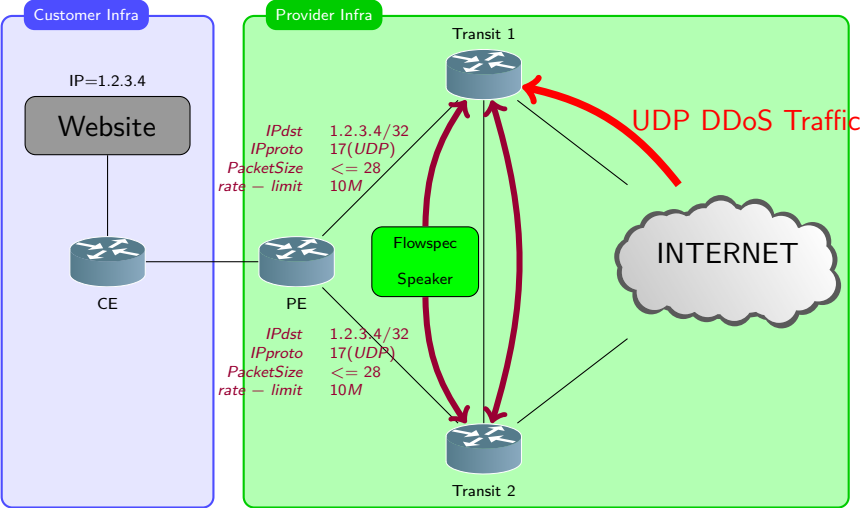 Customer Infra
Provider Infra
Transit 1
IP=1.2.3.4
Website
UDP DDoS Traffic
IPdst 1.2.3.4/32
IPproto 17(UDP)
PacketSize <= 28
rate − limit 10M
Flowspec
Speaker
INTERNET
CE
PE
IPdst 1.2.3.4/32
IPproto 17(UDP)
PacketSize <= 28
rate − limit 10M
Transit 2